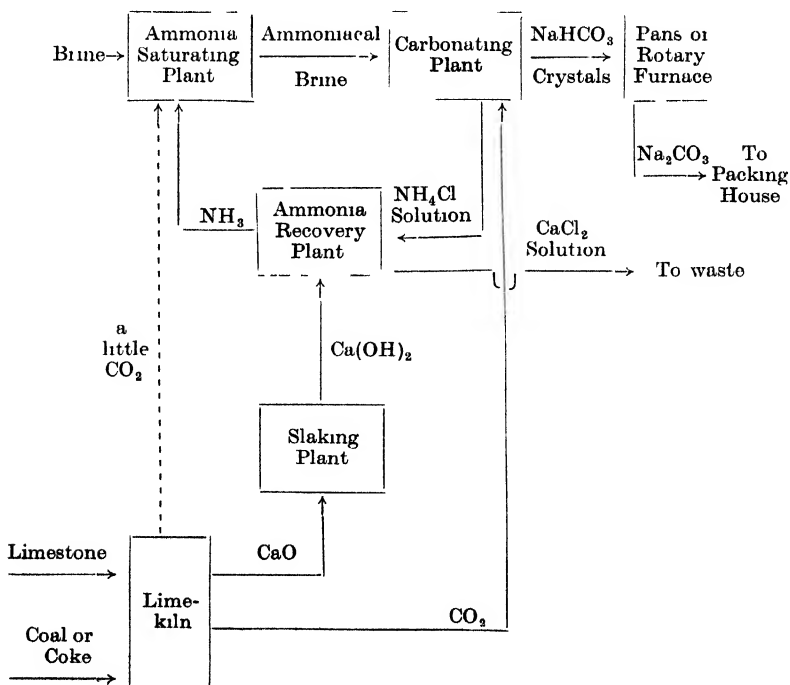 Brine
Ammonia
Saturating
Plant
Ammoniacal
Brine
Carbonating
Plant
NaHCO₃
Crystals
Pans or
Rotary
Furnace
Na₂CO₃
To
Packing
House
NH₃
Ammonia
Recovery
Plant
NH₄Cl
Solution
CaCl₂
Solution
To waste
a
little
CO₂
Ca(OH)₂
Slaking
Plant
Limestone
CaO
Lime-
kiln
CO₂
Coal or
Coke